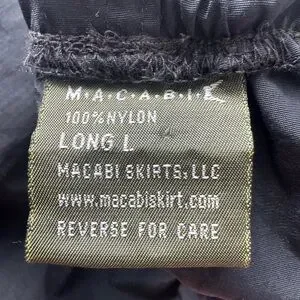 M·A·C·A·B·I
100% NYLON
LONG L
MACABI SKIRTS, LLC
www.macabiskirt.com
REVERSE FOR CARE